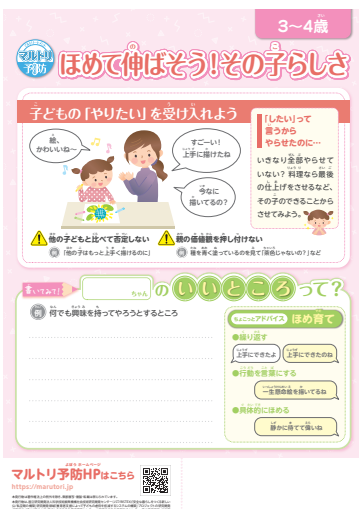 3〜4歳
マルトリ
予防
ほめて伸ばそう！その子らしさ
子どもの「やりたい」を受け入れよう
絵、
かわいいね〜
すごーい！
上手に描けたね
今なに
描いてるの？
「したい」って
言うから
やらせたのに…
いきなり全部やらせて
いない？料理なら最後
の仕上げをさせるなど、
その子のできることから
させてみよう。
他の子どもと比べて否定しない
例 「他の子はもっと上手く描けるのに」
親の価値観を押し付けない
例 幹を青く塗っているのを見て「茶色じゃないの？」など
書いてみて！
ちゃん
の いいところ って？
例 何でも興味を持ってやろうとするところ
ちょこっとアドバイス ほめ育て
●繰り返す
上手にできたよ
上手にできたのね
●行動を言葉にする
一生懸命絵を描いてるね
●具体的にほめる
静かに待てて偉いね
マルトリ予防HPはこちら
https://marutori.jp/